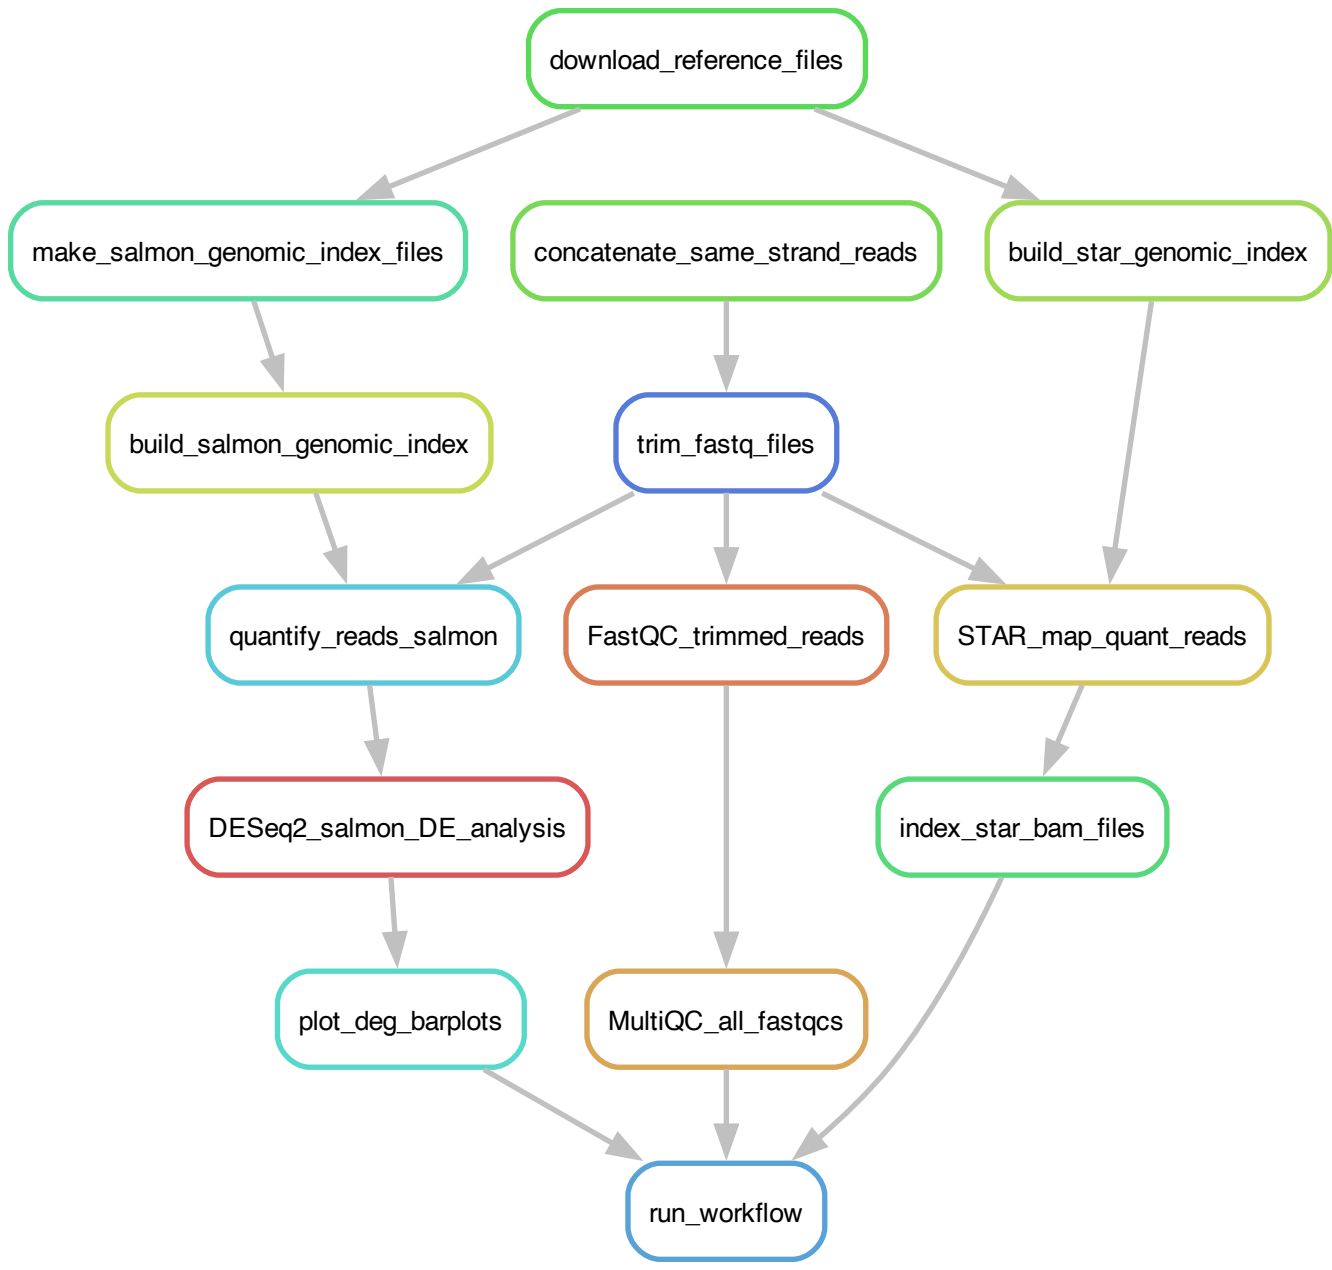 download_reference_files
make_salmon_genomic_index_files
concatenate_same_strand_reads
build_star_genomic_index
build_salmon_genomic_index
trim_fastq_files
quantify_reads_salmon
FastQC_trimmed_reads
STAR_map_quant_reads
DESeq2_salmon_DE_analysis
index_star_bam_files
plot_deg_barplots
MultiQC_all_fastqcs
run_workflow